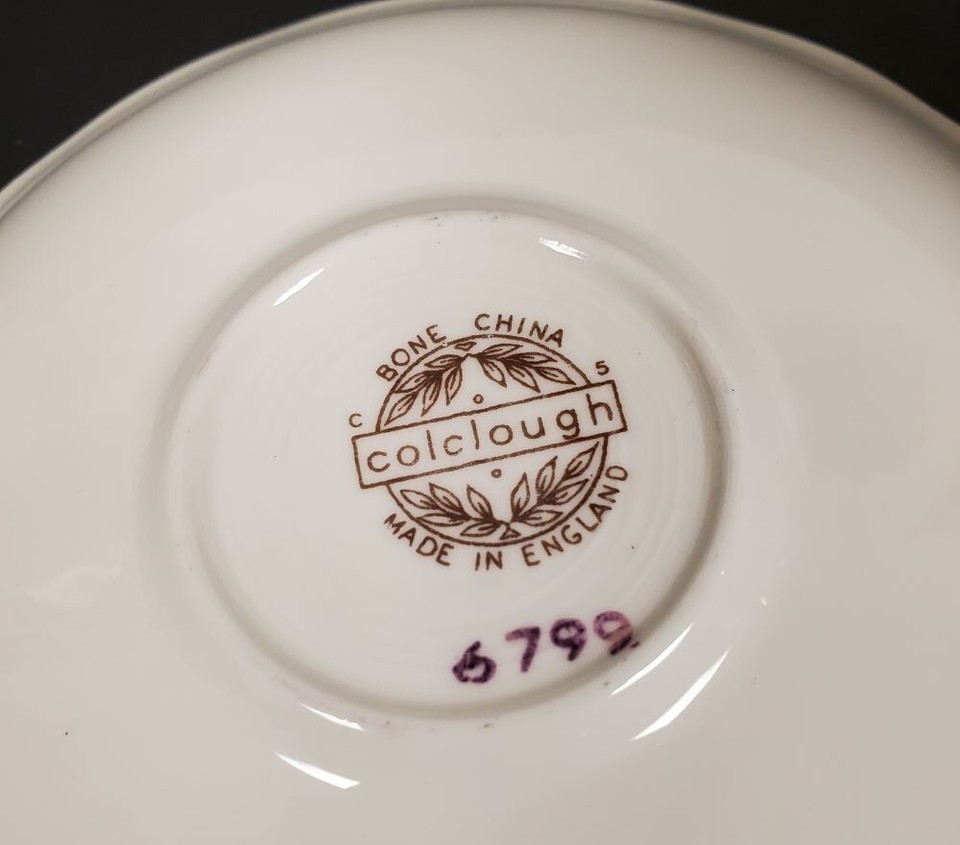 BONE CHINA
C 5
colclough
MADE IN ENGLAND
6799